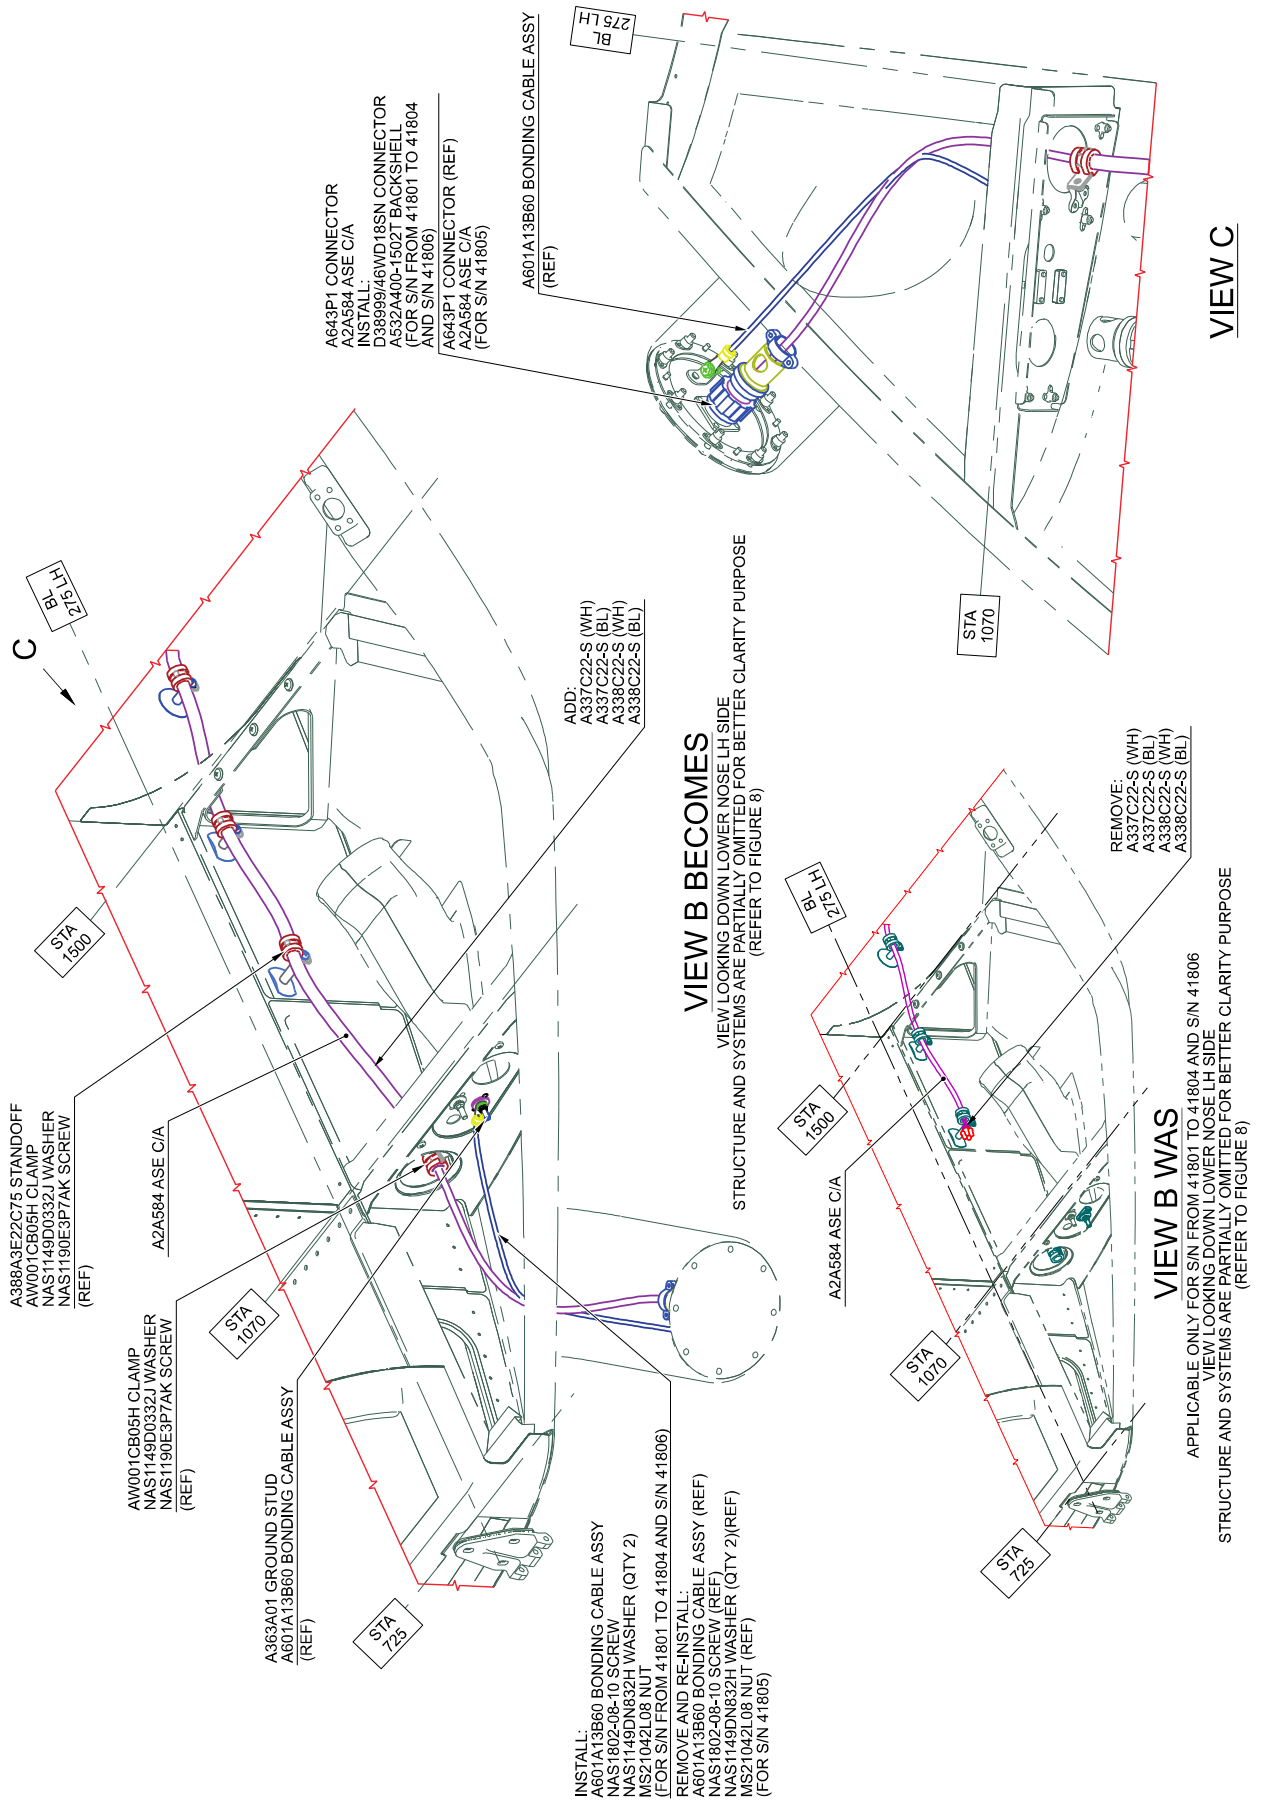 A388A3E22C75 STANDOFF
AW001CB05H CLAMP
NAS1149D0332J WASHER
NAS1190E3P7AK SCREW
(REF)
A2A584 ASE C/A
AW001CB05H CLAMP
NAS1149D0332J WASHER
NAS1190E3P7AK SCREW
(REF)
A363A01 GROUND STUD
A601A13B60 BONDING CABLE ASSY
(REF)
C
BL
275 LH
STA
1500
STA
1070
STA
725
INSTALL:
A601A13B60 BONDING CABLE ASSY
NAS1802-08-10 SCREW
NAS1149DN832H WASHER (QTY 2)
MS21042L08 NUT
(FOR S/N FROM 41801 TO 41804 AND S/N 41806)
REMOVE AND RE-INSTALL:
A601A13B60 BONDING CABLE ASSY (REF)
NAS1802-08-10 SCREW (REF)
NAS1149DN832H WASHER (QTY 2)(REF)
MS21042L08 NUT (REF)
(FOR S/N 41805)
ADD:
A337C22-S (WH)
A337C22-S (BL)
A338C22-S (WH)
A338C22-S (BL)
VIEW B BECOMES
VIEW LOOKING DOWN LOWER NOSE LH SIDE
STRUCTURE AND SYSTEMS ARE PARTIALLY OMITTED FOR BETTER CLARITY PURPOSE
(REFER TO FIGURE 8)
A643P1 CONNECTOR
A2A584 ASE C/A
INSTALL:
D38999/46WD18SN CONNECTOR
A532A400-1502T BACKSHELL
(FOR S/N FROM 41801 TO 41804
AND S/N 41806)
A643P1 CONNECTOR (REF)
A2A584 ASE C/A
(FOR S/N 41805)
A601A13B60 BONDING CABLE ASSY
(REF)
BL
275 LH
STA
1070
VIEW C
A2A584 ASE C/A
BL
275 LH
STA
1500
STA
1070
STA
725
REMOVE:
A337C22-S (WH)
A337C22-S (BL)
A338C22-S (WH)
A338C22-S (BL)
VIEW B WAS
APPLICABLE ONLY FOR S/N FROM 41801 TO 41804 AND S/N 41806
VIEW LOOKING DOWN LOWER NOSE LH SIDE
STRUCTURE AND SYSTEMS ARE PARTIALLY OMITTED FOR BETTER CLARITY PURPOSE
(REFER TO FIGURE 8)